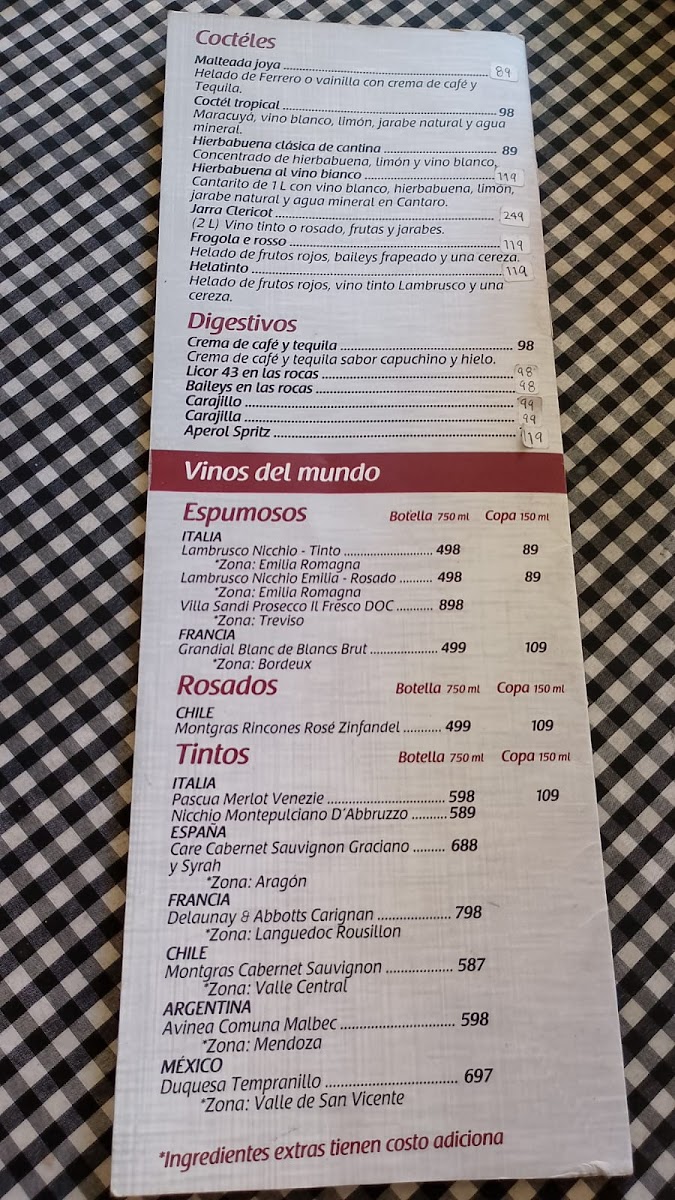 Coctéles
Malteada joya ........ 89
Helado de Ferrero o vainilla con crema de café y
Tequila.
Coctél tropical ........ 98
Maracuyá, vino blanco, limón, jarabe natural y agua
mineral.
Hierbabuena clásica de cantina ........ 89
Concentrado de hierbabuena, limón y vino blanco,
Hierbabuena al vino bianco ........ 119
Cantarito de 1 L con vino blanco, hierbabuena, limón,
jarabe natural y agua mineral en Cantaro.
Jarra Clericot ........ 249
(2 L) Vino tinto o rosado, frutas y jarabes.
Frogola e rosso ........ 119
Helado de frutos rojos, baileys frapeado y una cereza.
Helatinto ........ 119
Helado de frutos rojos, vino tinto Lambrusco y una
cereza.
Digestivos
Crema de café y tequila ........ 98
Crema de café y tequila sabor capuchino y hielo.
Licor 43 en las rocas ........ 98
Baileys en las rocas ........ 98
Carajillo ........ 99
Carajilla ........ 99
Aperol Spritz ........ 119
Vinos del mundo
Espumosos Botella 750 ml Copa 150 ml
ITALIA
Lambrusco Nicchio - Tinto ........ 498 89
*Zona: Emilia Romagna
Lambrusco Nicchio Emilia - Rosado ........ 498 89
*Zona: Emilia Romagna
Villa Sandi Prosecco Il Fresco DOC ........ 898
*Zona: Treviso
FRANCIA
Grandial Blanc de Blancs Brut ........ 499 109
*Zona: Bordeux
Rosados Botella 750 ml Copa 150 ml
CHILE
Montgras Rincones Rosé Zinfandel ........ 499 109
Tintos Botella 750 ml Copa 150 ml
ITALIA
Pascua Merlot Venezie ........ 598 109
Nicchio Montepulciano D'Abbruzzo ........ 589
ESPAÑA
Care Cabernet Sauvignon Graciano ........ 688
y Syrah
*Zona: Aragón
FRANCIA
Delaunay & Abbotts Carignan ........ 798
*Zona: Languedoc Rousillon
CHILE
Montgras Cabernet Sauvignon ........ 587
*Zona: Valle Central
ARGENTINA
Avinea Comuna Malbec ........ 598
*Zona: Mendoza
MÉXICO
Duquesa Tempranillo ........ 697
*Zona: Valle de San Vicente
*Ingredientes extras tienen costo adiciona